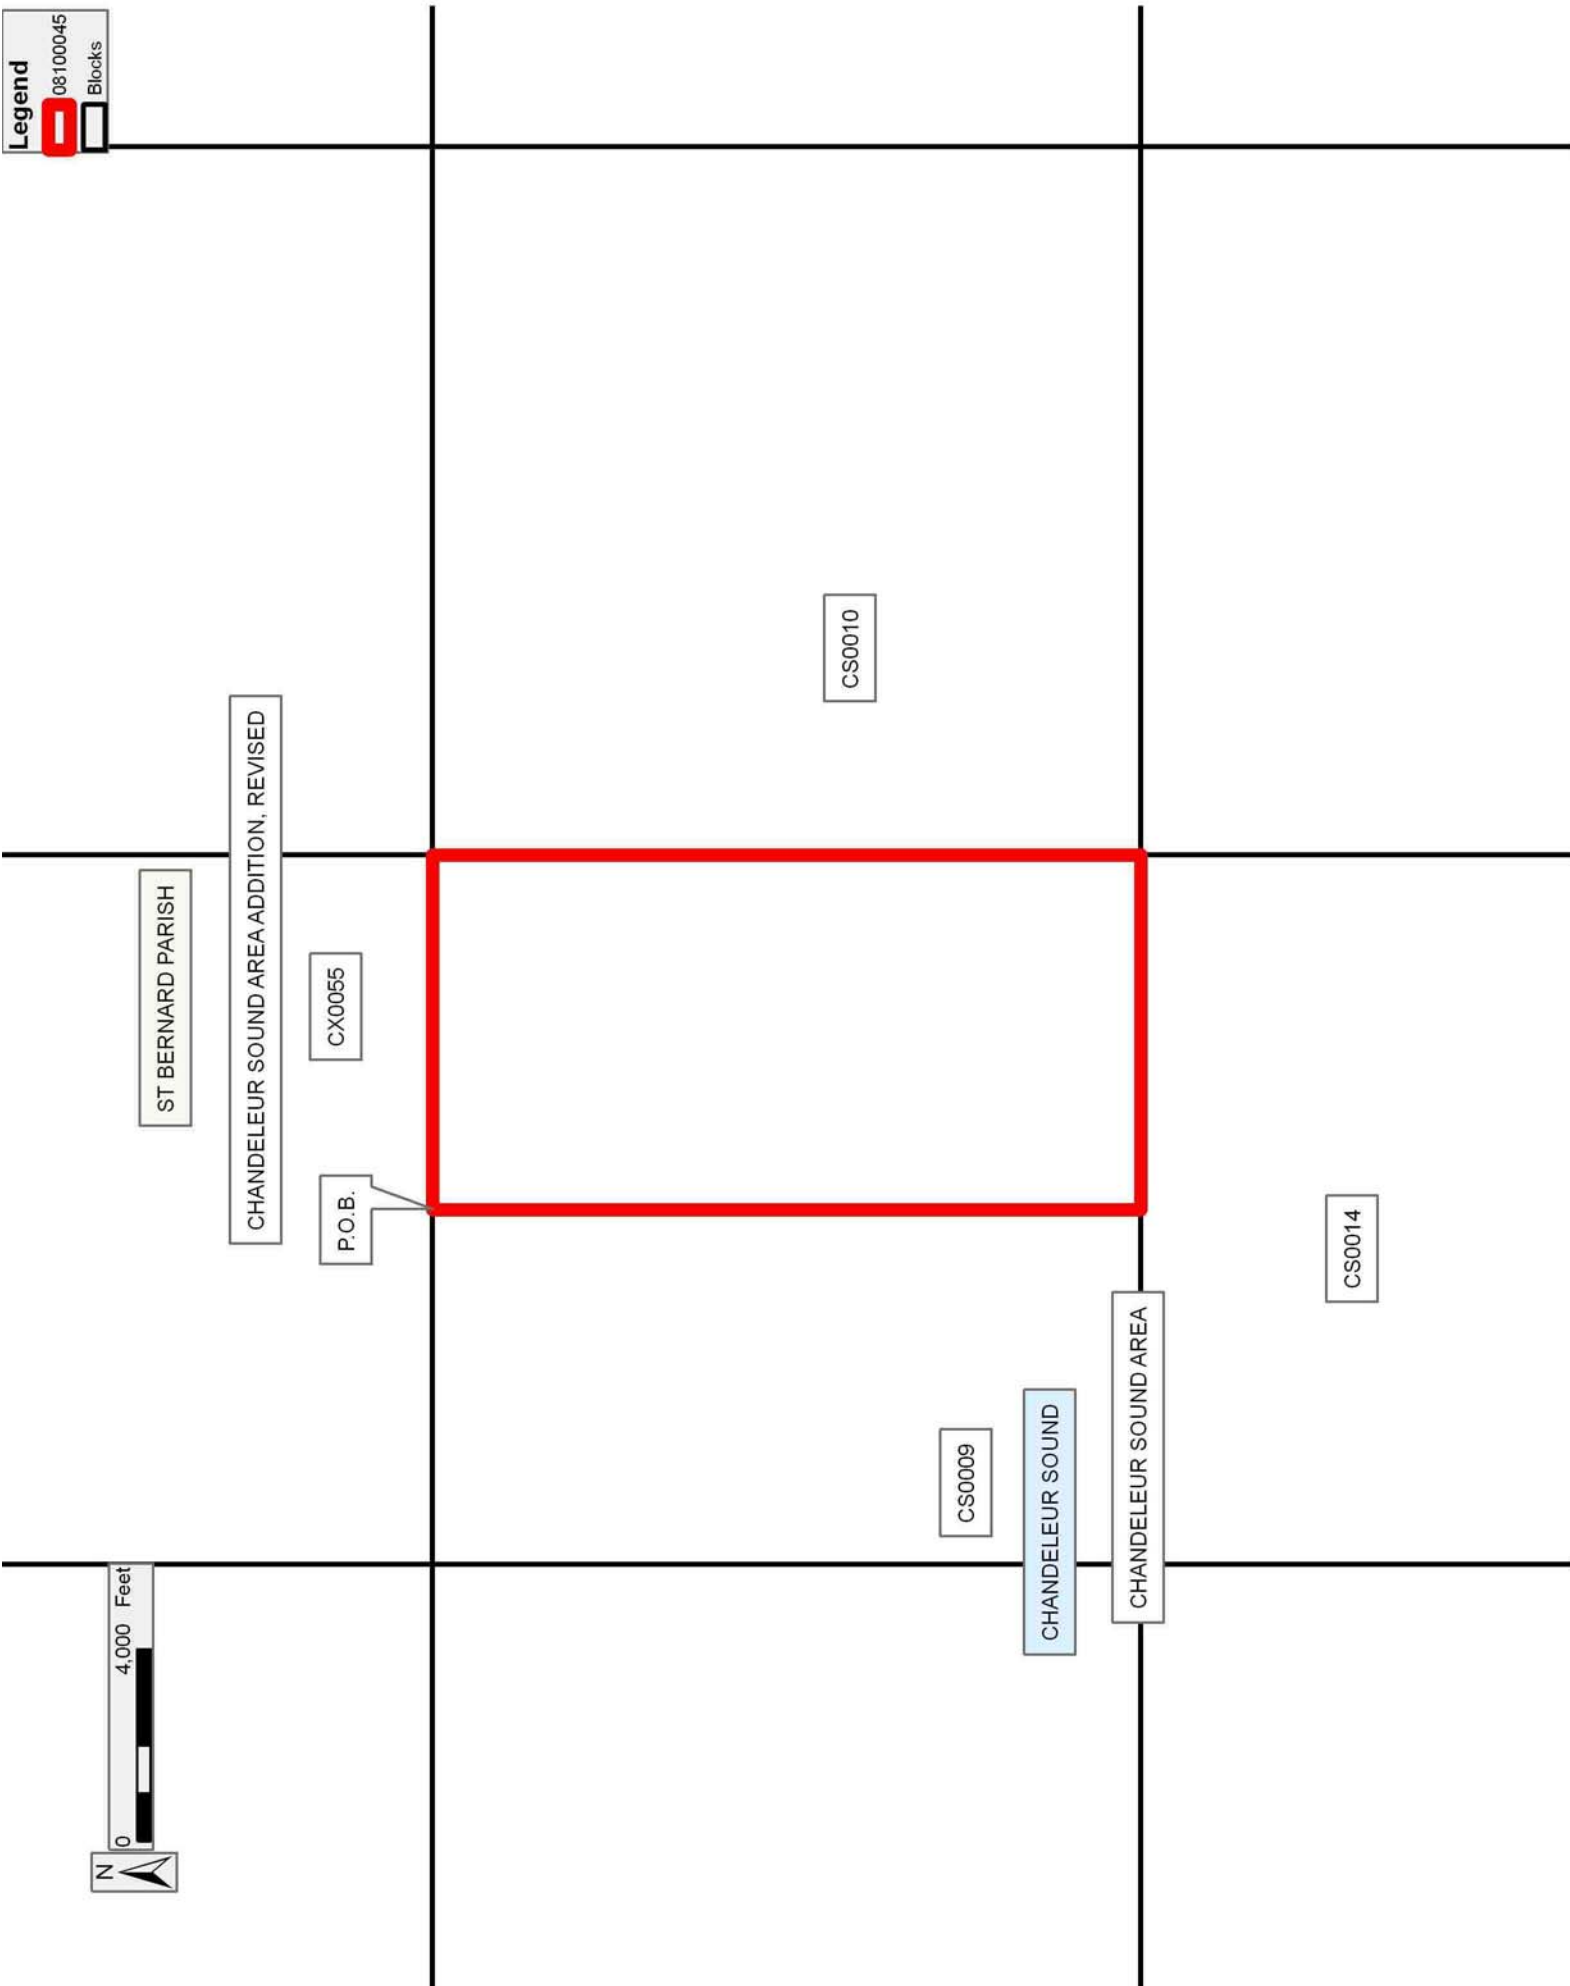 Legend
08100045
Blocks
ST BERNARD PARISH
CHANDELEUR SOUND AREA ADDITION, REVISED
CX0055
P.O.B.
CS0010
CS0009
CHANDELEUR SOUND
CHANDELEUR SOUND AREA
CS0014
N
0 4,000 Feet